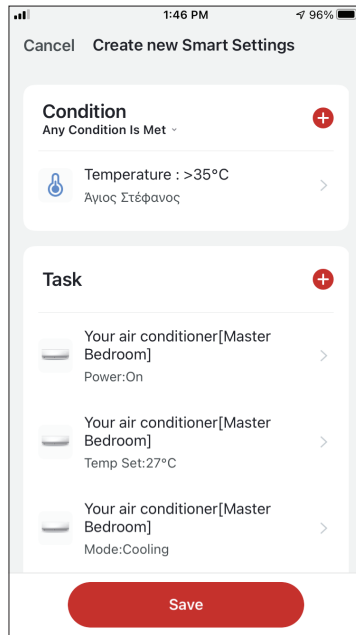 1:46 PM
96%
Cancel Create new Smart Settings
Condition
Any Condition Is Met
Temperature : >35°C
Άγιος Στέφανος
Task
Your air conditioner[Master
Bedroom]
Power:On
Your air conditioner[Master
Bedroom]
Temp Set:27°C
Your air conditioner[Master
Bedroom]
Mode:Cooling
Save